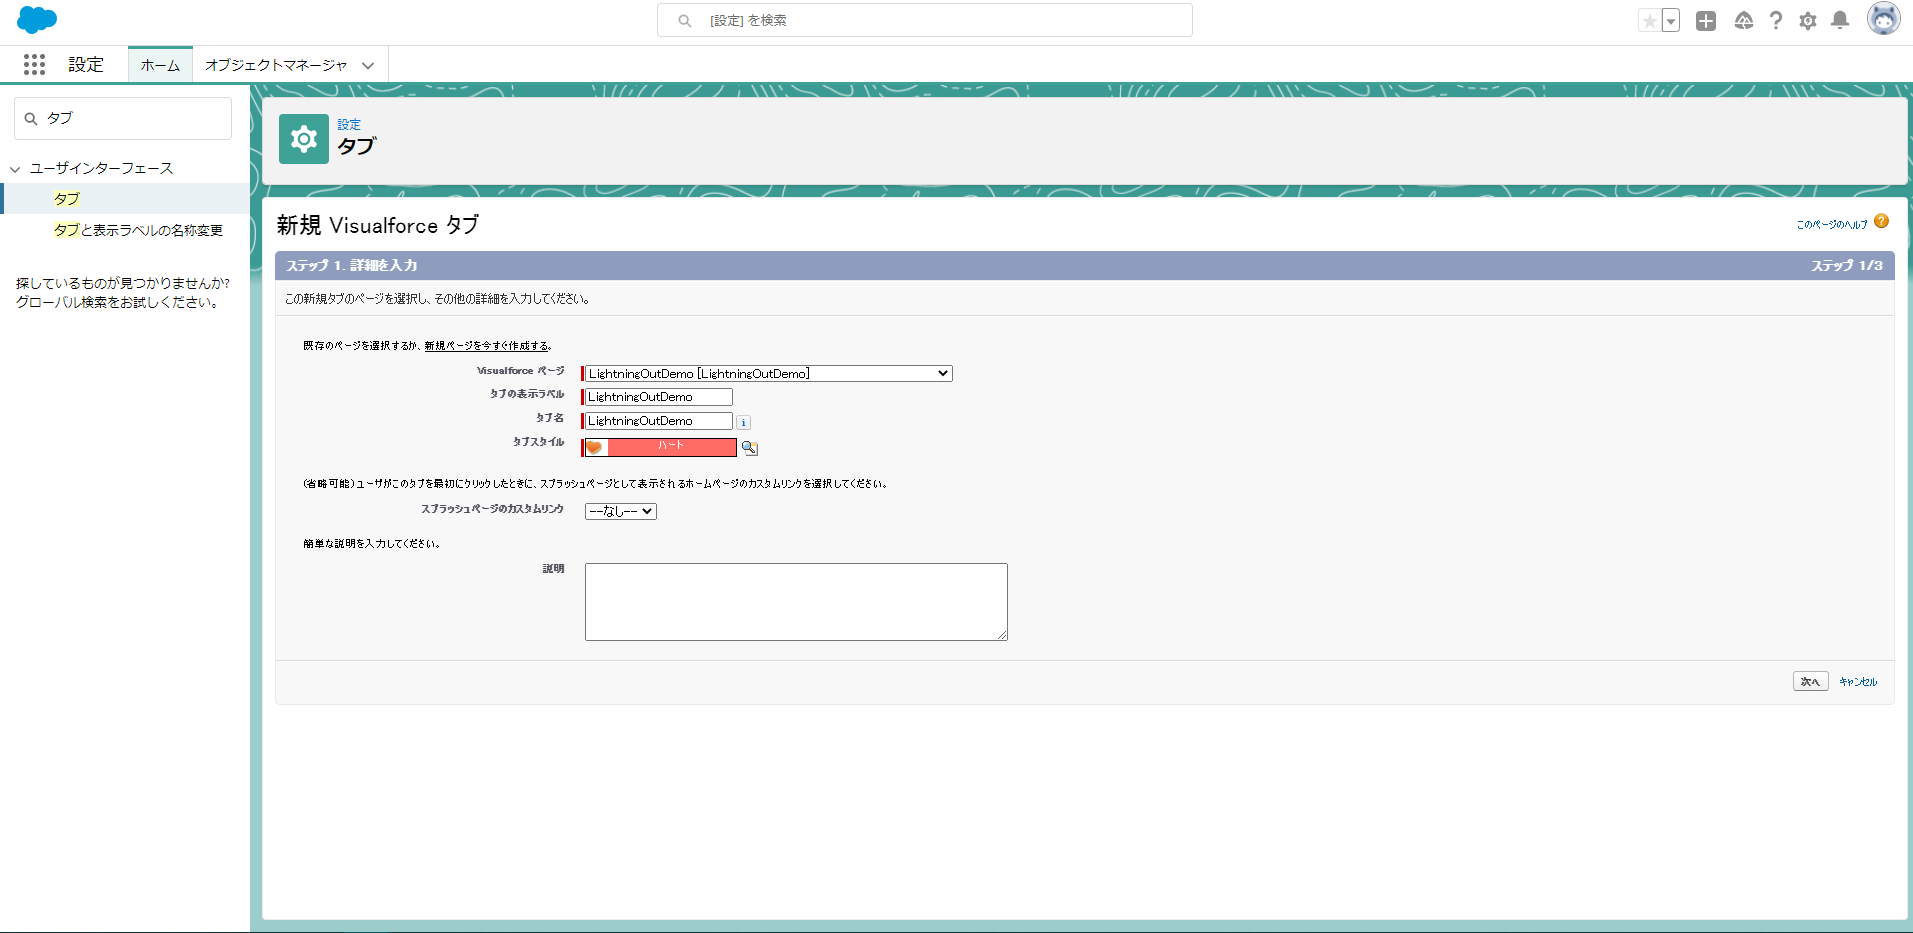 [設定] を検索
設定
ホーム
オブジェクトマネージャ
タブ
ユーザインターフェース
タブ
タブと表示ラベルの名称変更
探しているものが見つかりませんか?
グローバル検索をお試しください。
設定
タブ
新規 Visualforce タブ
このページのヘルプ ?
ステップ 1. 詳細を入力
ステップ 1/3
この新規タブのページを選択し、その他の詳細を入力してください。
既存のページを選択するか、新規ページを今すぐ作成する。
Visualforce ページ
LightningOutDemo [LightningOutDemo]
タブの表示ラベル
LightningOutDemo
タブ名
LightningOutDemo
i
タブスタイル
ハート
(省略可能)ユーザがこのタブを最初にクリックしたときに、スプラッシュページとして表示されるホームページのカスタムリンクを選択してください。
スプラッシュページのカスタムリンク
--なし--
簡単な説明を入力してください。
説明
次へ
キャンセル